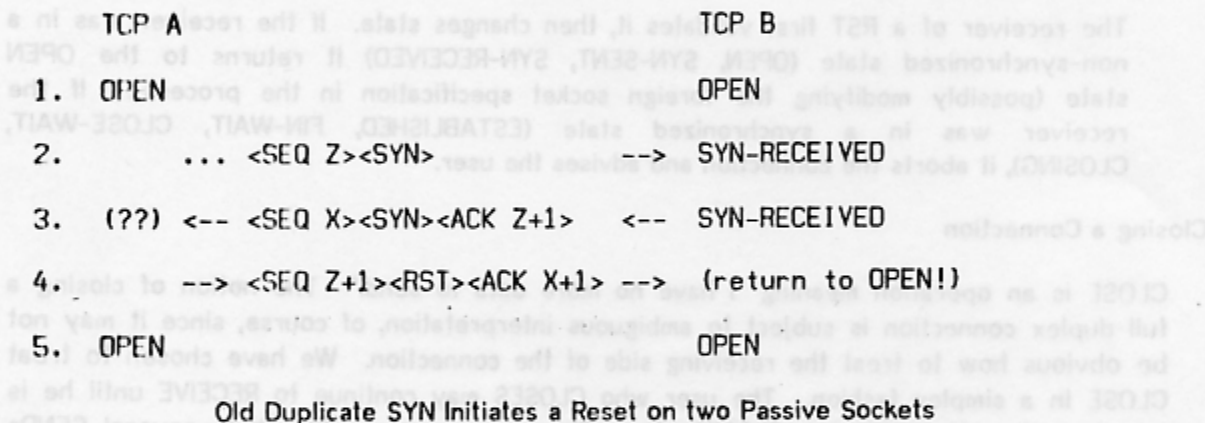 TCP A TCP B
1. OPEN OPEN
2. ... <SEQ Z><SYN> --> SYN-RECEIVED
3. (??) <-- <SEQ X><SYN><ACK Z+1> <-- SYN-RECEIVED
4. --> <SEQ Z+1><RST><ACK X+1> --> (return to OPEN!)
5. OPEN OPEN
Old Duplicate SYN Initiates a Reset on two Passive Sockets